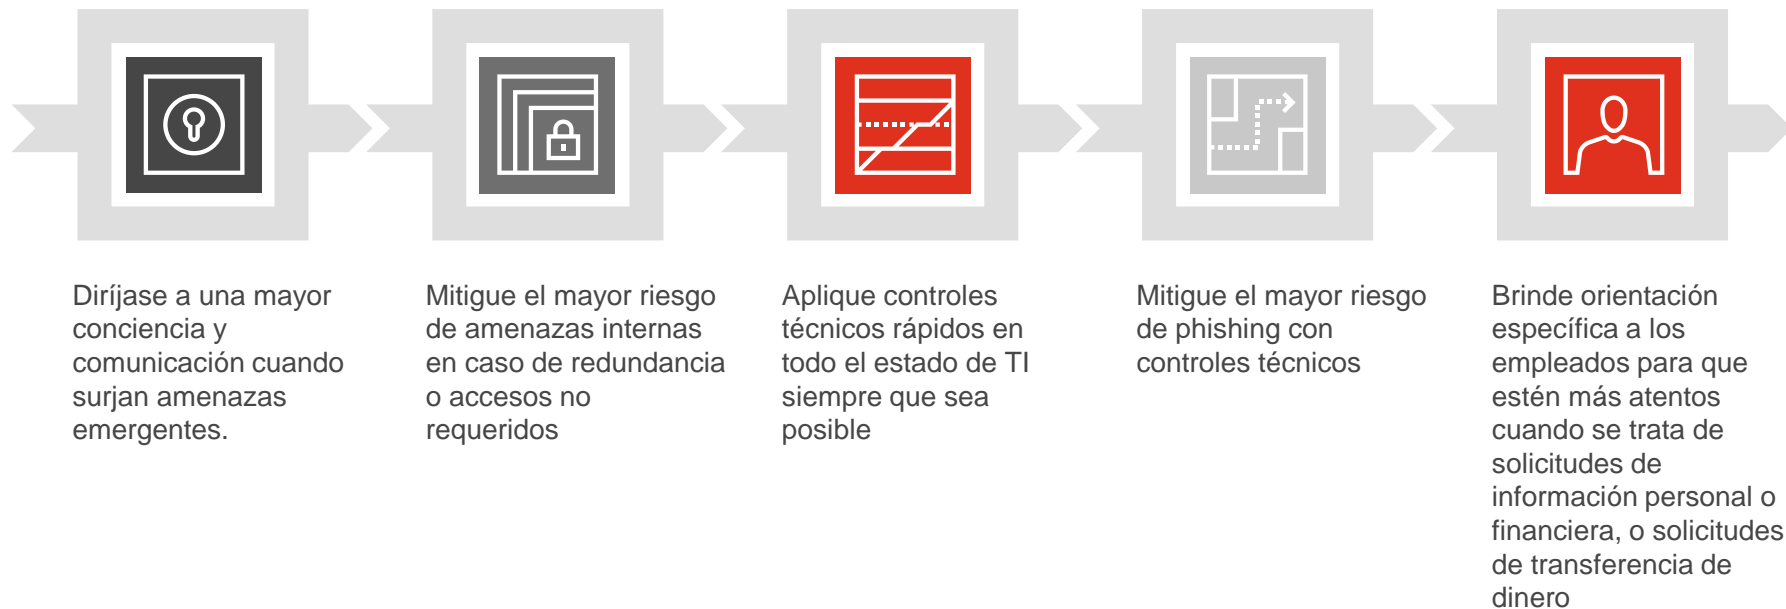 Diríjase a una mayor
conciencia y
comunicación cuando
surjan amenazas
emergentes.
Mitigue el mayor riesgo
de amenazas internas
en caso de redundancia
o accesos no
requeridos
Aplique controles
técnicos rápidos en
todo el estado de TI
siempre que sea
posible
Mitigue el mayor riesgo
de phishing con
controles técnicos
Brinde orientación
específica a los
empleados para que
estén más atentos
cuando se trata de
solicitudes de
información personal o
financiera, o solicitudes
de transferencia de
dinero